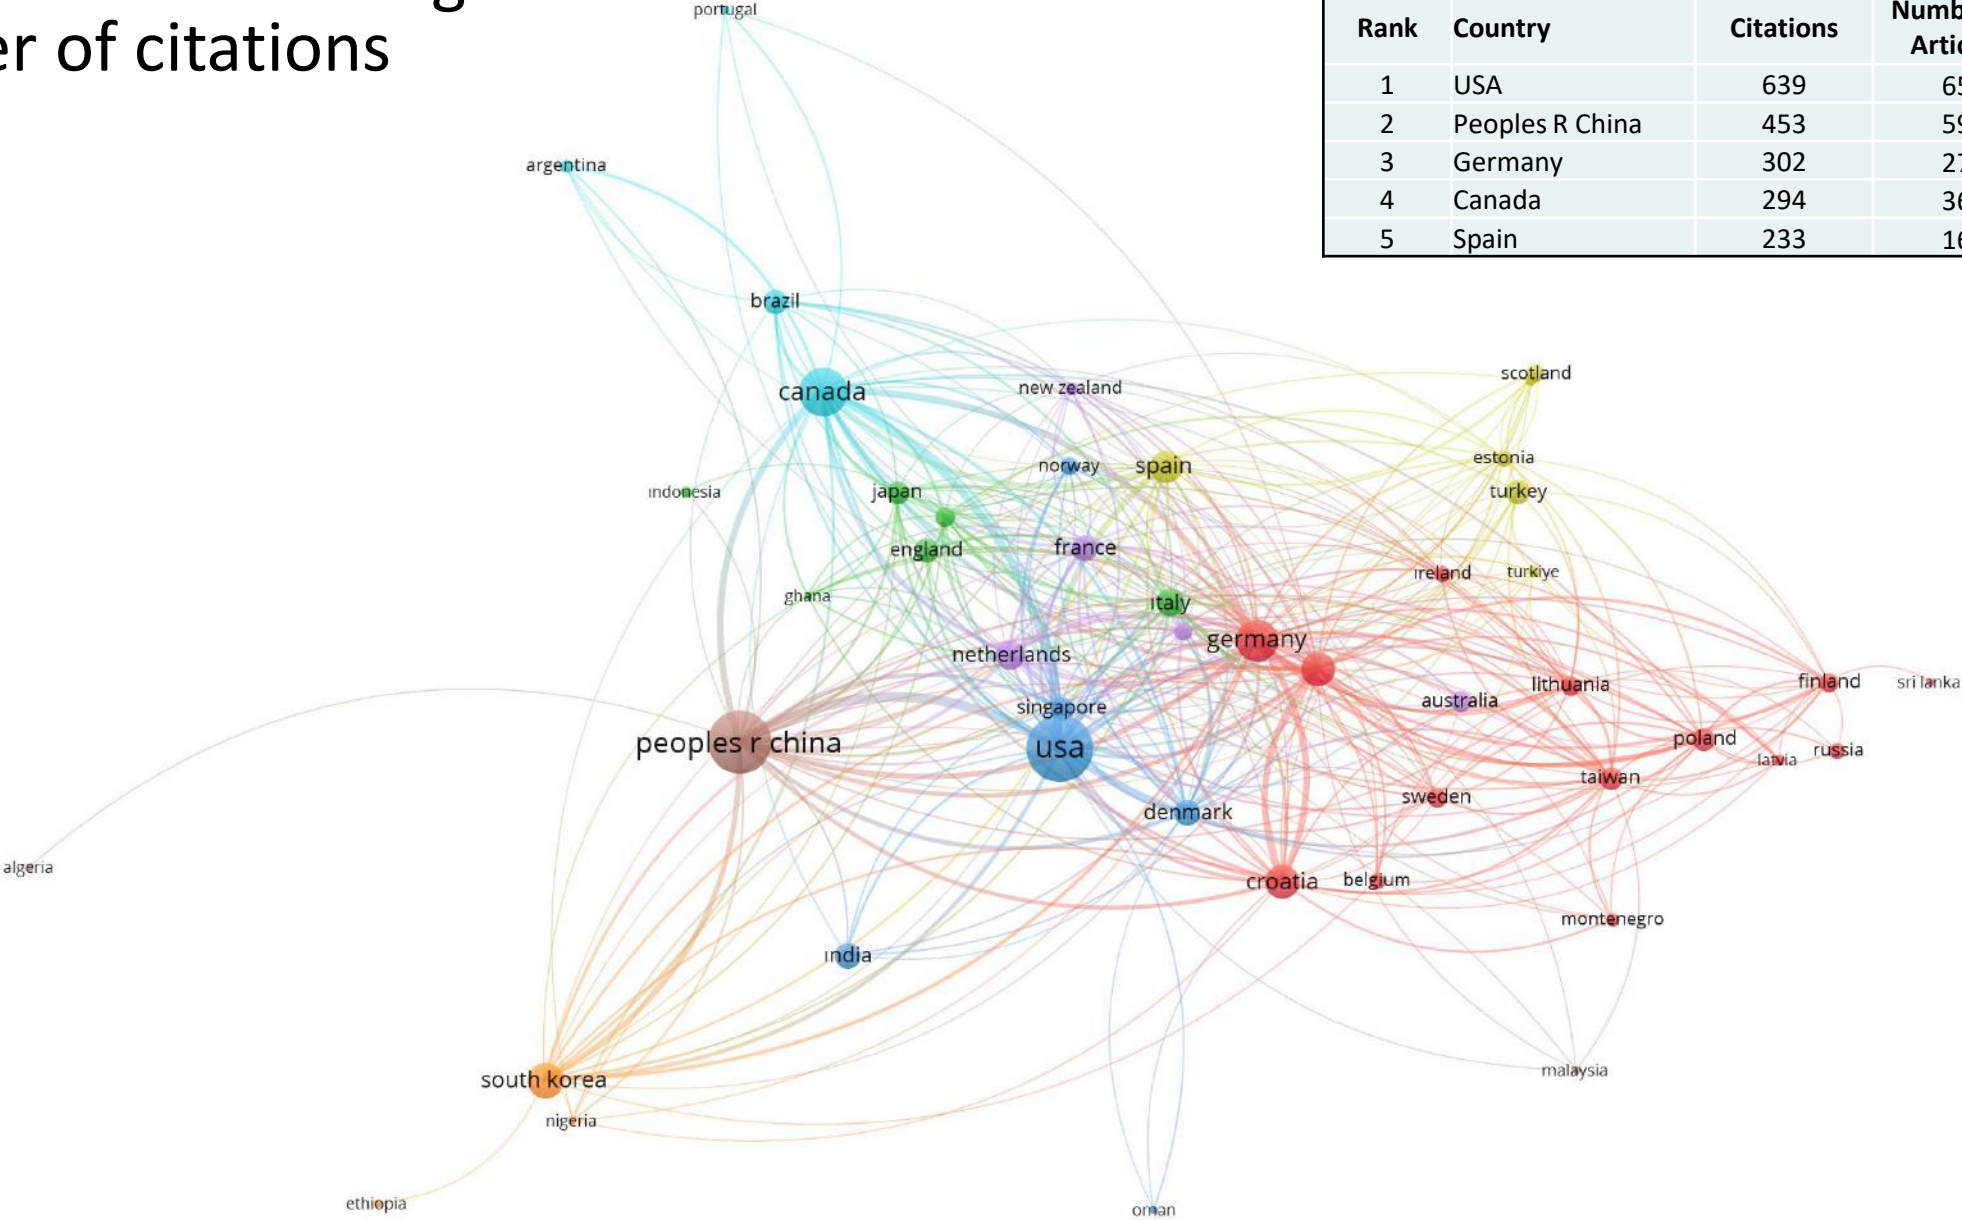 er of citations
Rank Country Citations
1 USA 639
2 Peoples R China 453
3 Germany 302
4 Canada 294
5 Spain 233
portugal
argentina
brazil
canada
new zealand
scotland
norway
spain
estonia
indonesia
japan
turkey
england
france
ireland
turkiye
ghana
italy
germany
netherlands
lithuania
finland
sri lanka
australia
singapore
peoples r china
usa
poland
russia
latvia
taiwan
sweden
denmark
algeria
croatia
belgium
montenegro
india
south korea
malaysia
nigeria
ethiopia
oman